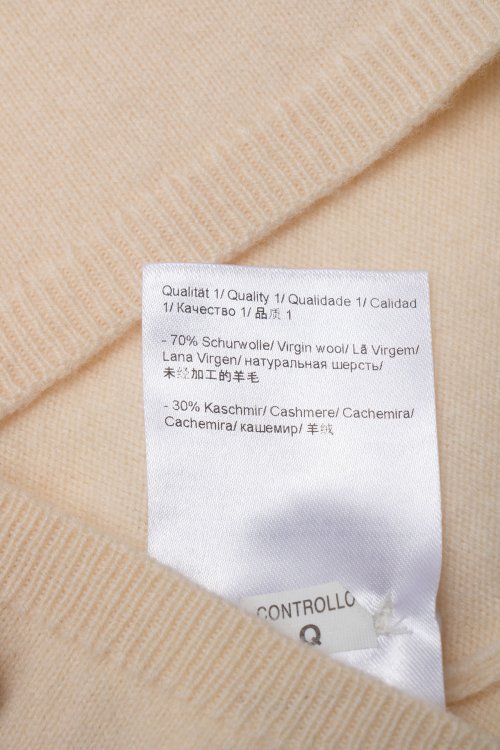 Qualität 1/ Quality 1/ Qualidade 1/ Calidad
1/ Качество 1/ 品质 1
- 70% Schurwolle/ Virgin wool/ Lã Virgem/
Lana Virgen/ натуральная шерсть/
未经加工的羊毛
- 30% Kaschmir/ Cashmere/ Cachemira/
Cachemira/ кашемир/ 羊绒
CONTROLLO
Q